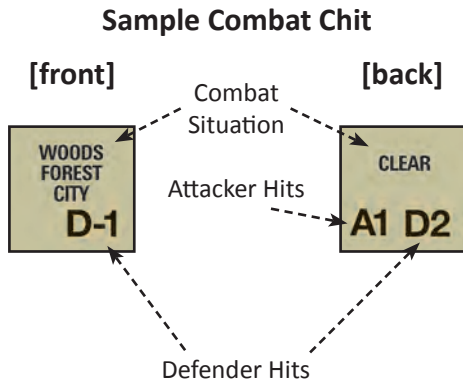 Sample Combat Chit
[front]
[back]
Combat
Situation
WOODS
FOREST
CITY
D-1
CLEAR
A1 D2
Attacker Hits
Defender Hits